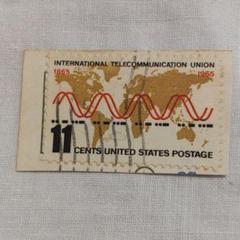 INTERNATIONAL TELECOMMUNICATION UNION
1865 1965
11 CENTS UNITED STATES POSTAGE